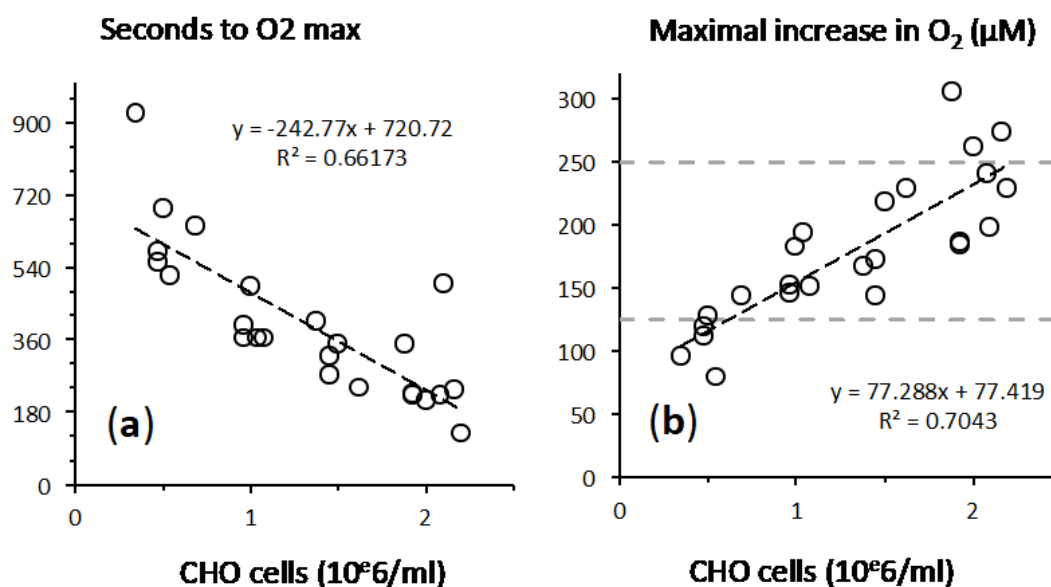 Seconds to O2 max
900
720
540
360
180
0
y = -242.77x + 720.72
R² = 0.66173
(a)
0
1
2
CHO cells (10ᵉ6/ml)
Maximal increase in O₂ (µM)
300
250
200
150
100
50
0
y = 77.288x + 77.419
R² = 0.7043
(b)
0
1
2
CHO cells (10ᵉ6/ml)